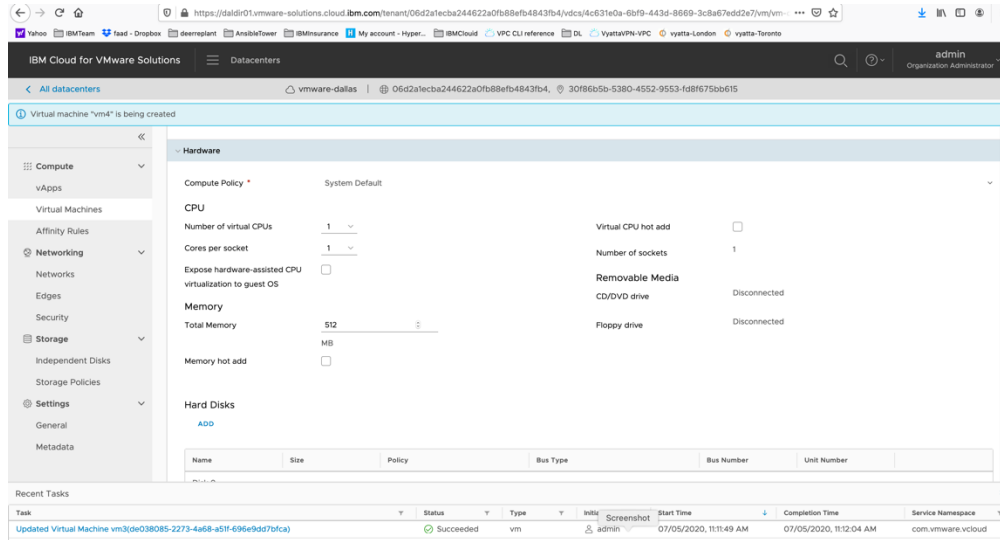 https://daldir01.vmware-solutions.cloud.ibm.com/tenant/06d2a1ecba244622a0fb88efb4843fb4/vdcs/4c631e0a-6bf9-443d-8669-3c8a67edd2e7/vm/vm-
Yahoo IBMTeam faad - Dropbox deerreplant AnsibleTower IBMInsurance My account - Hyper... IBMClouid VPC CLI reference DL VyattaVPN-VPC vyatta-London vyatta-Toronto
IBM Cloud for VMware Solutions Datacenters admin
Organization Administrator
All datacenters vmware-dallas | 06d2a1ecba244622a0fb88efb4843fb4, 30f86b5b-5380-4552-9553-fd8f675bb615
Virtual machine "vm4" is being created
Hardware
Compute
vApps
Virtual Machines
Affinity Rules
Networking
Networks
Edges
Security
Storage
Independent Disks
Storage Policies
Settings
General
Metadata
Compute Policy * System Default
CPU
Number of virtual CPUs 1
Cores per socket 1
Expose hardware-assisted CPU
virtualization to guest OS
Memory
Total Memory 512
MB
Memory hot add
Virtual CPU hot add
Number of sockets 1
Removable Media
CD/DVD drive Disconnected
Floppy drive Disconnected
Hard Disks
ADD
Name Size Policy Bus Type Bus Number Unit Number
Recent Tasks
Task Status Type Initia Start Time Completion Time Service Namespace
Screenshot
Updated Virtual Machine vm3(de038085-2273-4a68-a51f-696e9dd7bfca) Succeeded vm admin 07/05/2020, 11:11:49 AM 07/05/2020, 11:12:04 AM com.vmware.vcloud